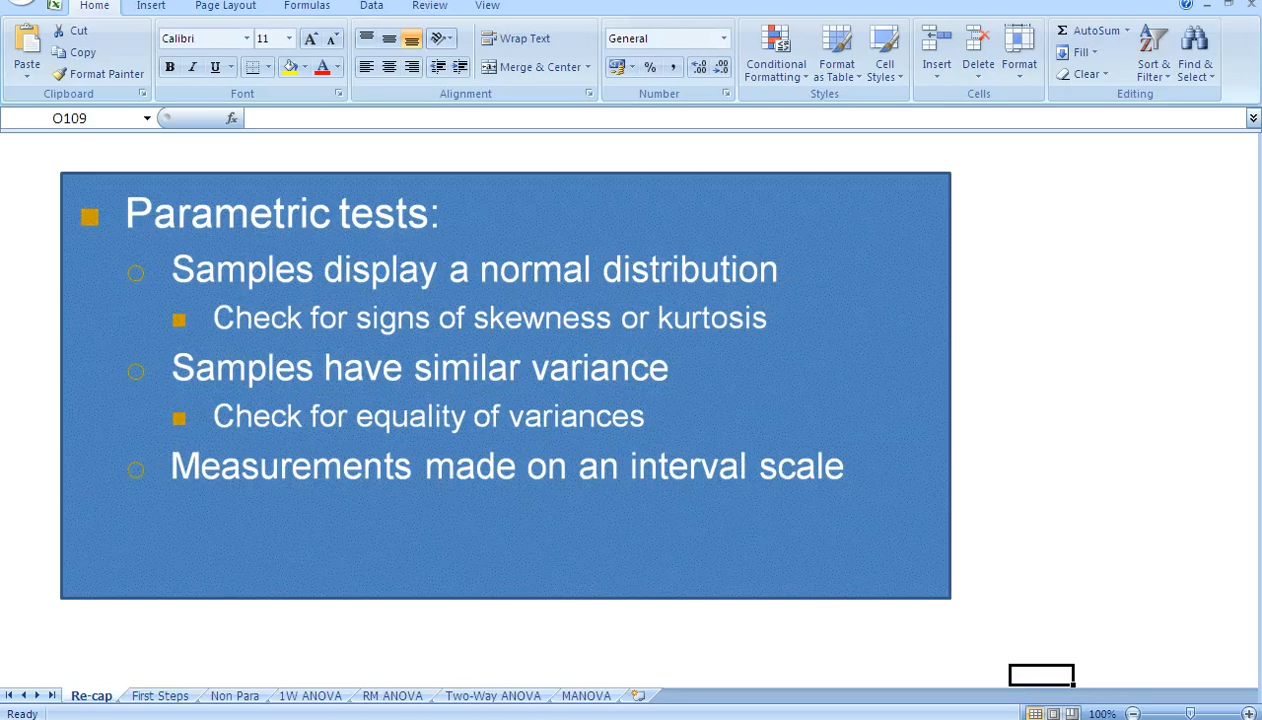 Home Insert Page Layout Formulas Data Review View
Cut Calibri 11 Wrap Text General AutoSum
Copy Fill
Paste Format Painter B I U Merge & Center % , Conditional Formatting Format as Table Cell Styles Insert Delete Format Clear Sort & Filter Find & Select
Clipboard Font Alignment Number Styles Cells Editing
O109 fx
Parametric tests:
Samples display a normal distribution
Check for signs of skewness or kurtosis
Samples have similar variance
Check for equality of variances
Measurements made on an interval scale
Re-cap First Steps Non Para 1W ANOVA RM ANOVA Two-Way ANOVA MANOVA
Ready 100%